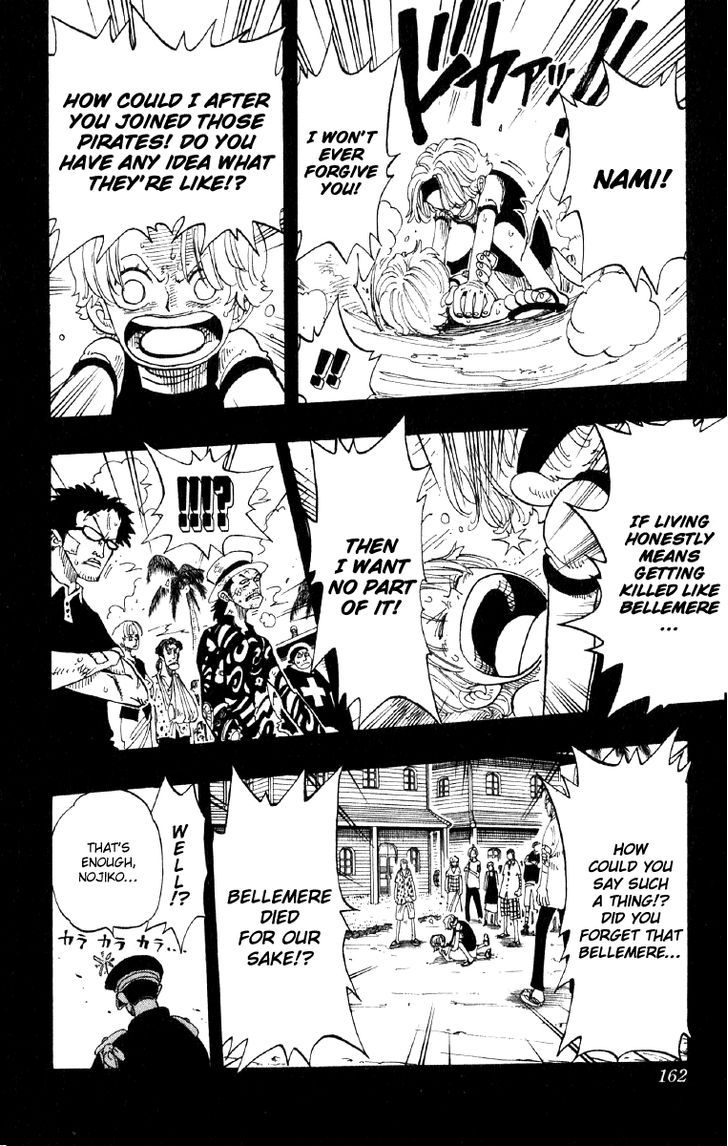 ドカァッ!!
NAMI!
I WON'T
EVER
FORGIVE
YOU!
!!
HOW COULD I AFTER
YOU JOINED THOSE
PIRATES! DO YOU
HAVE ANY IDEA WHAT
THEY'RE LIKE!?
IF LIVING
HONESTLY
MEANS
GETTING
KILLED LIKE
BELLEMERE
...
THEN
I WANT
NO PART
OF IT!
!!!?
HOW
COULD YOU
SAY SUCH
A THING!?
DID YOU
FORGET THAT
BELLEMERE...
BELLEMERE
DIED
FOR OUR
SAKE!?
WELL!?
THAT'S
ENOUGH,
NOJIKO...
カラ カラ カラ...
162